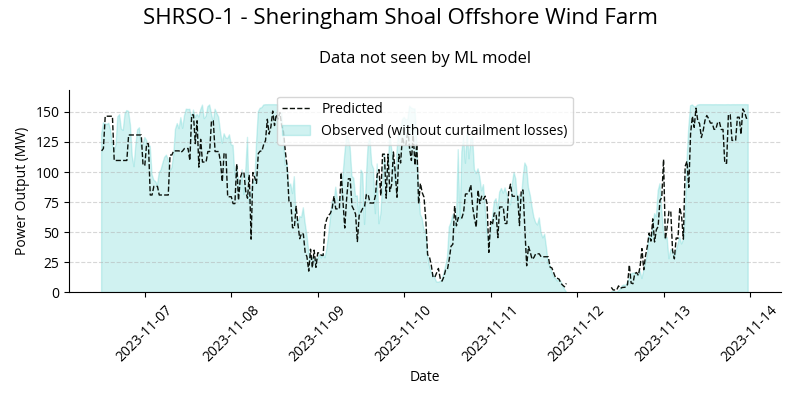 SHRSO-1 - Sheringham Shoal Offshore Wind Farm
Data not seen by ML model
Predicted
Observed (without curtailment losses)
Power Output (MW)
150
125
100
75
50
25
0
2023-11-07
2023-11-08
2023-11-09
2023-11-10
2023-11-11
2023-11-12
2023-11-13
2023-11-14
Date